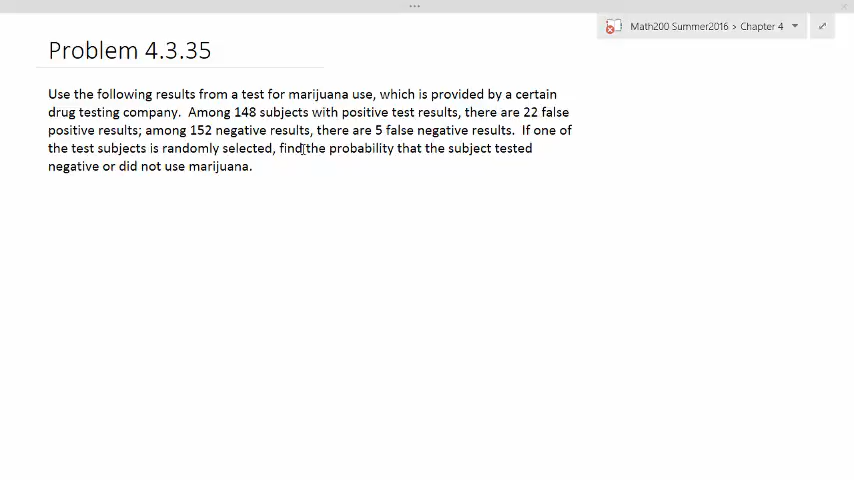 Math200 Summer2016 > Chapter 4
Problem 4.3.35
Use the following results from a test for marijuana use, which is provided by a certain
drug testing company.  Among 148 subjects with positive test results, there are 22 false
positive results; among 152 negative results, there are 5 false negative results.  If one of
the test subjects is randomly selected, find the probability that the subject tested
negative or did not use marijuana.